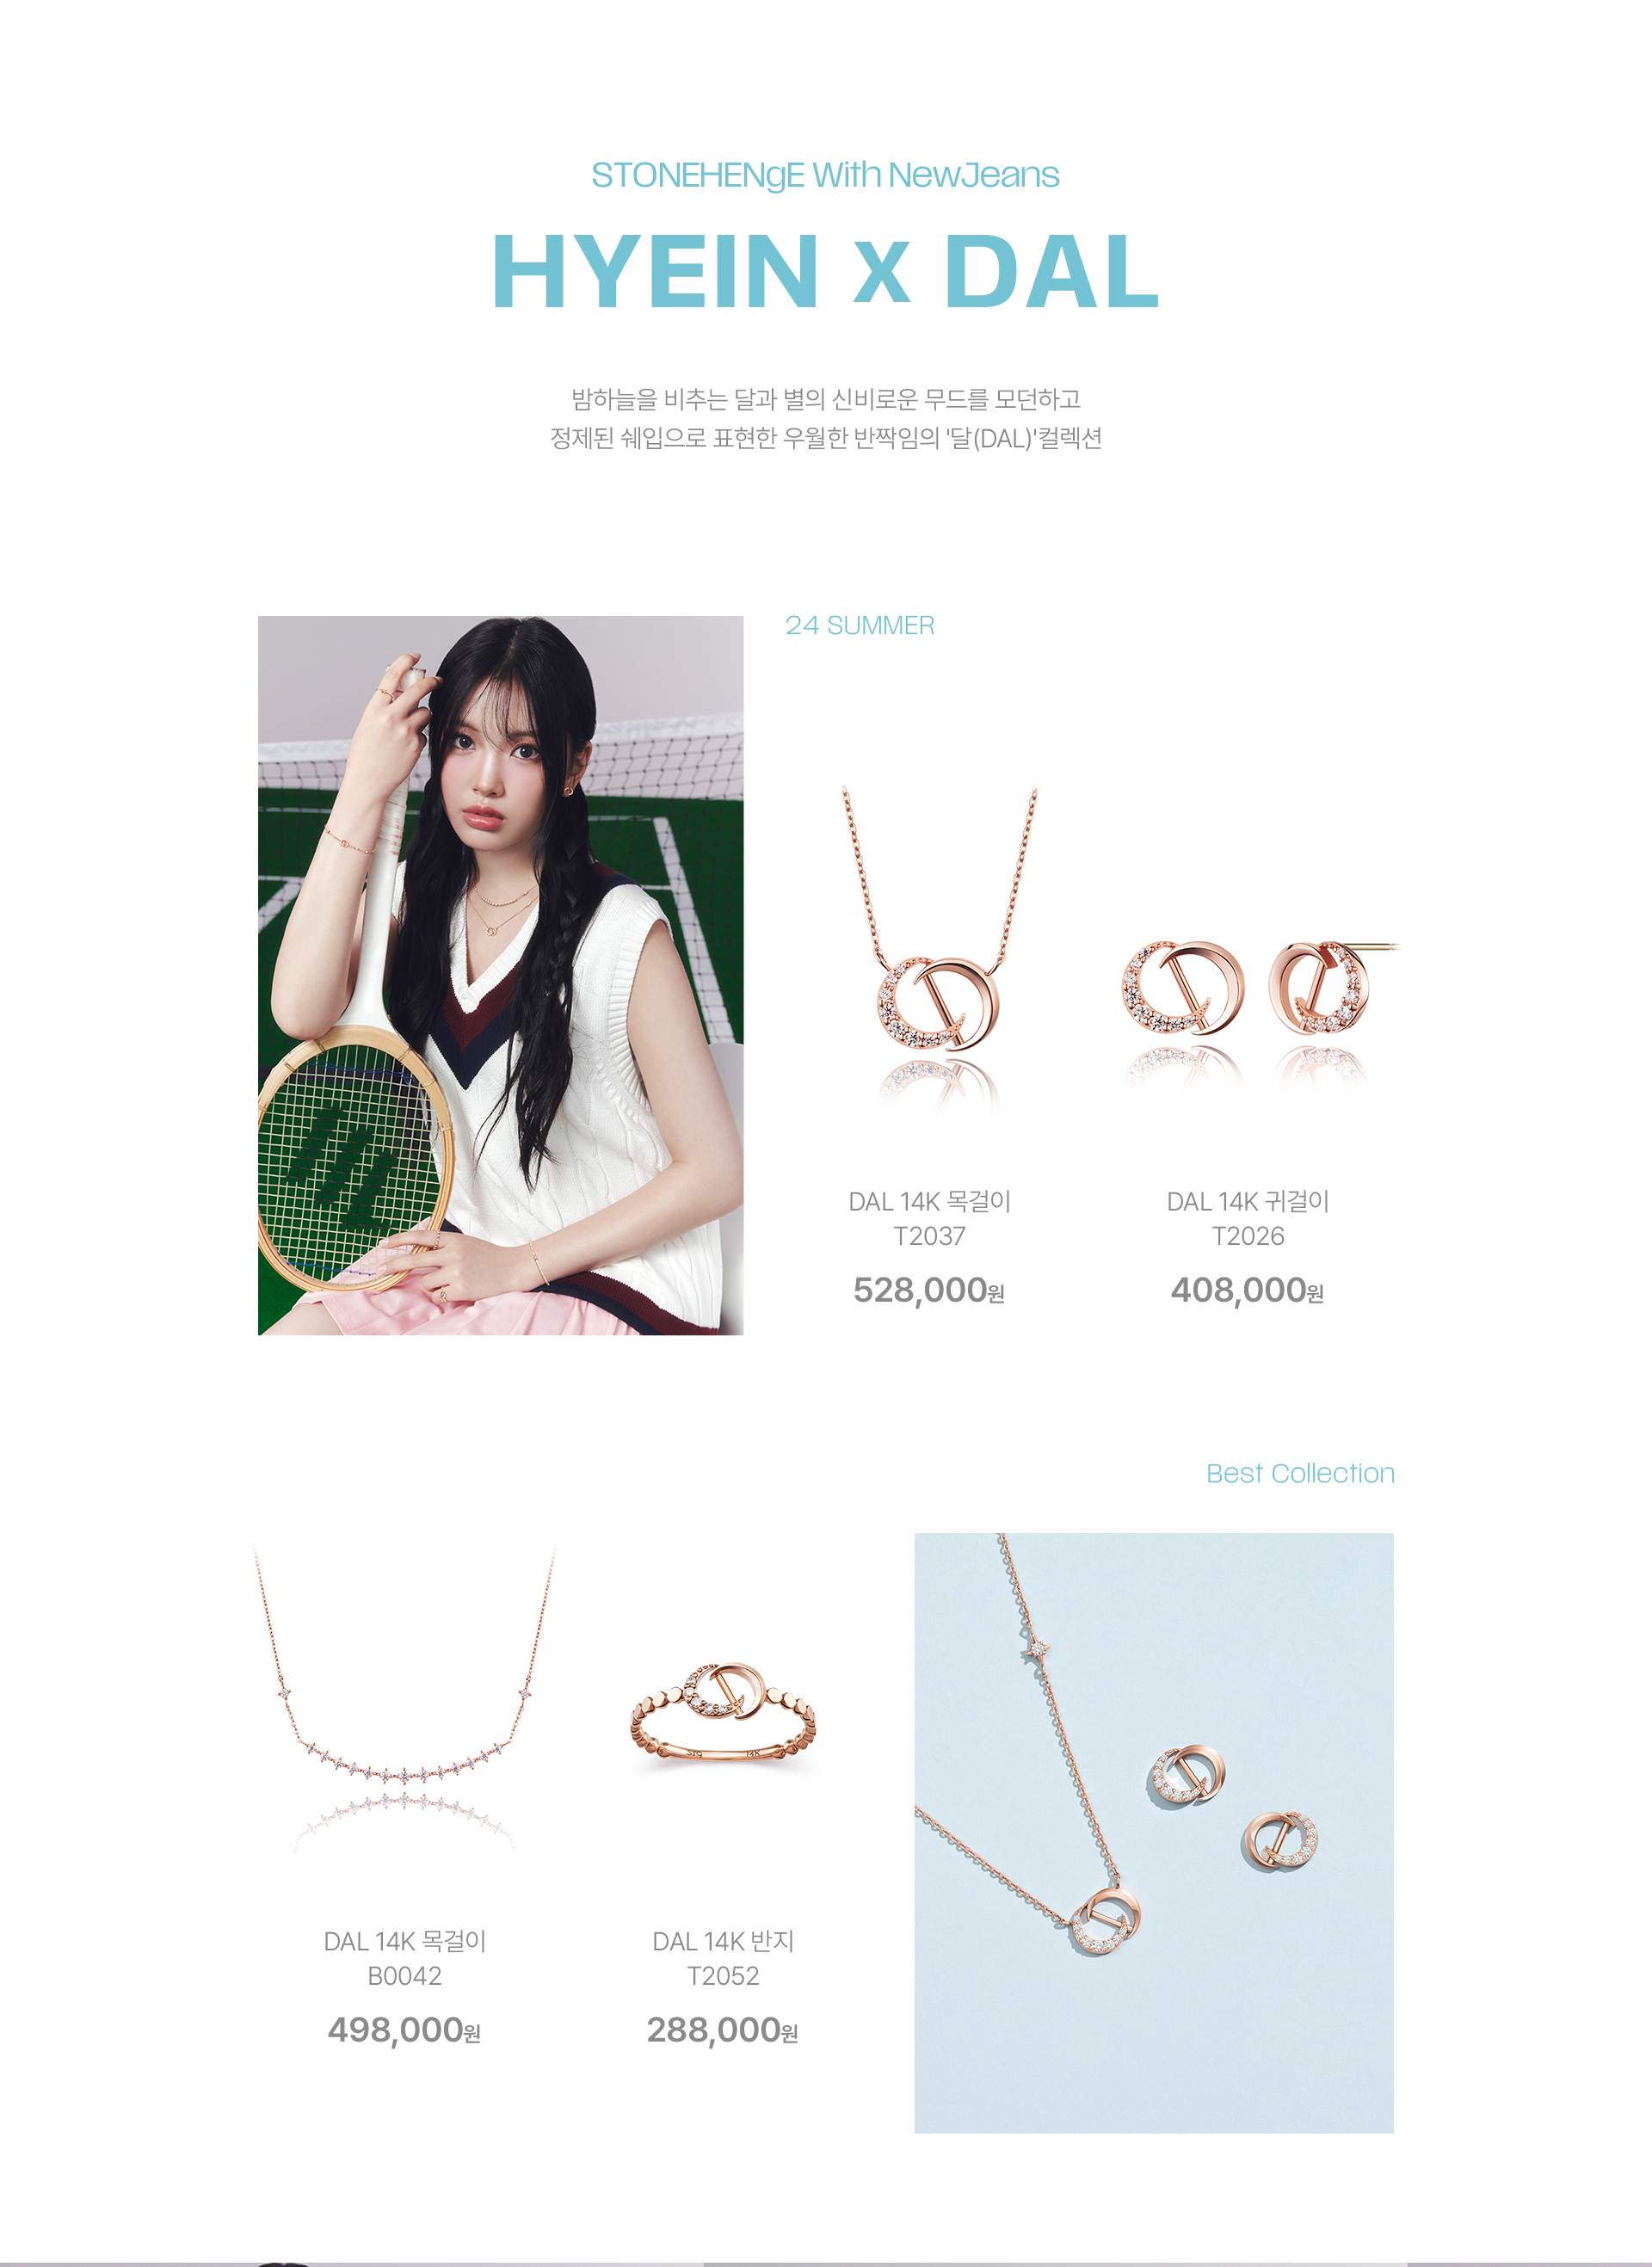 STONEHENgE With NewJeans
HYEIN x DAL
밤하늘을 비추는 달과 별의 신비로운 무드를 모던하고
정제된 쉐입으로 표현한 우월한 반짝임의 '달(DAL)'컬렉션
24 SUMMER
DAL 14K 목걸이
T2037
528,000원
DAL 14K 귀걸이
T2026
408,000원
Best Collection
DAL 14K 목걸이
B0042
498,000원
DAL 14K 반지
T2052
288,000원
14K